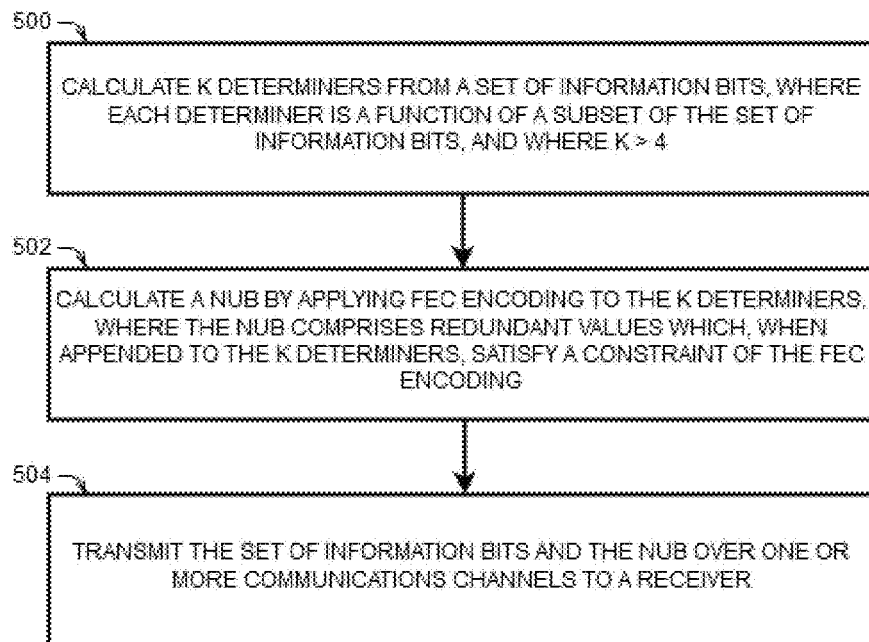 500
CALCULATE K DETERMINERS FROM A SET OF INFORMATION BITS, WHERE
EACH DETERMINER IS A FUNCTION OF A SUBSET OF THE SET OF
INFORMATION BITS, AND WHERE K > 4
502
CALCULATE A NUB BY APPLYING FEC ENCODING TO THE K DETERMINERS,
WHERE THE NUB COMPRISES REDUNDANT VALUES WHICH, WHEN
APPENDED TO THE K DETERMINERS, SATISFY A CONSTRAINT OF THE FEC
ENCODING
504
TRANSMIT THE SET OF INFORMATION BITS AND THE NUB OVER ONE OR
MORE COMMUNICATIONS CHANNELS TO A RECEIVER